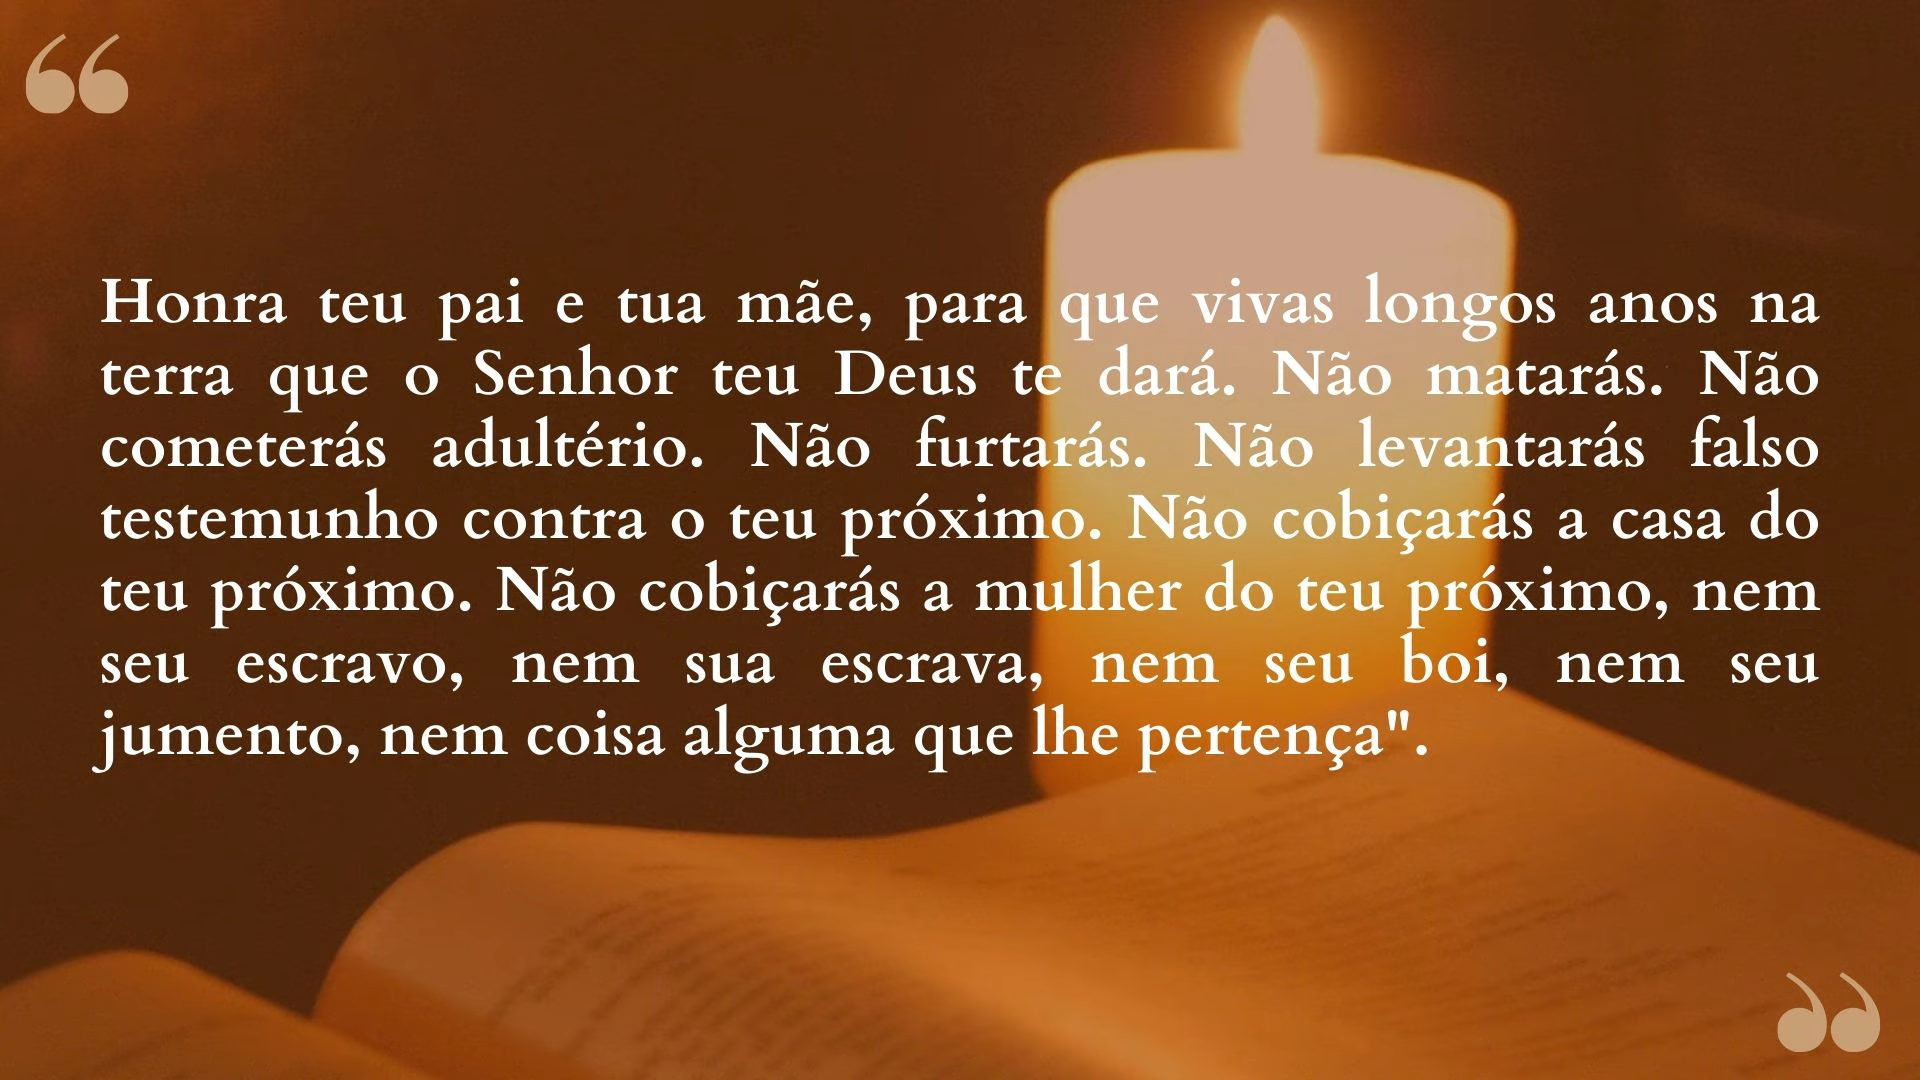 Honra teu pai e tua mãe, para que vivas longos anos na
terra que o Senhor teu Deus te dará. Não matarás. Não
cometerás adultério. Não furtarás. Não levantarás falso
testemunho contra o teu próximo. Não cobiçarás a casa do
teu próximo. Não cobiçarás a mulher do teu próximo, nem
seu escravo, nem sua escrava, nem seu boi, nem seu
jumento, nem coisa alguma que lhe pertença".